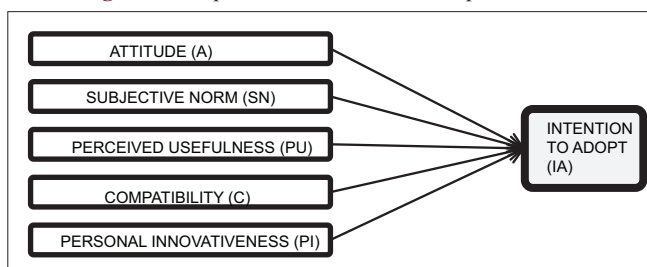 ATTITUDE (A)
SUBJECTIVE NORM (SN)
PERCEIVED USEFULNESS (PU)
COMPATIBILITY (C)
PERSONAL INNOVATIVENESS (PI)
INTENTION
TO ADOPT
(IA)